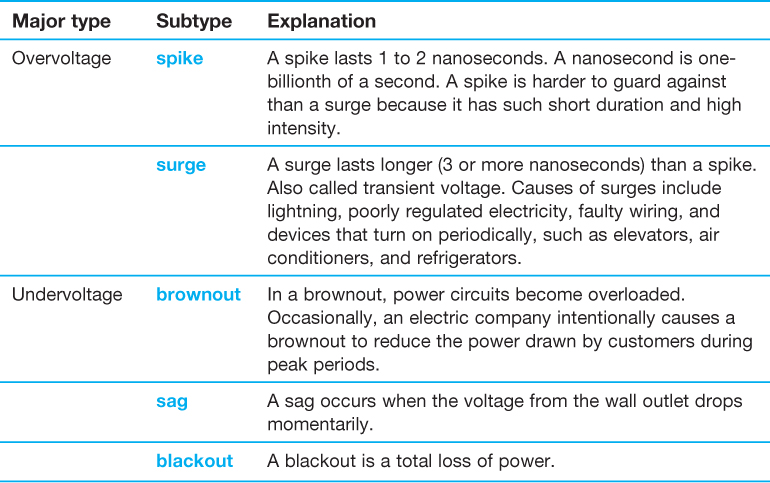 Major type Subtype Explanation
Overvoltage spike A spike lasts 1 to 2 nanoseconds. A nanosecond is one-
billionth of a second. A spike is harder to guard against
than a surge because it has such short duration and high
intensity.
surge A surge lasts longer (3 or more nanoseconds) than a spike.
Also called transient voltage. Causes of surges include
lightning, poorly regulated electricity, faulty wiring, and
devices that turn on periodically, such as elevators, air
conditioners, and refrigerators.
Undervoltage brownout In a brownout, power circuits become overloaded.
Occasionally, an electric company intentionally causes a
brownout to reduce the power drawn by customers during
peak periods.
sag A sag occurs when the voltage from the wall outlet drops
momentarily.
blackout A blackout is a total loss of power.